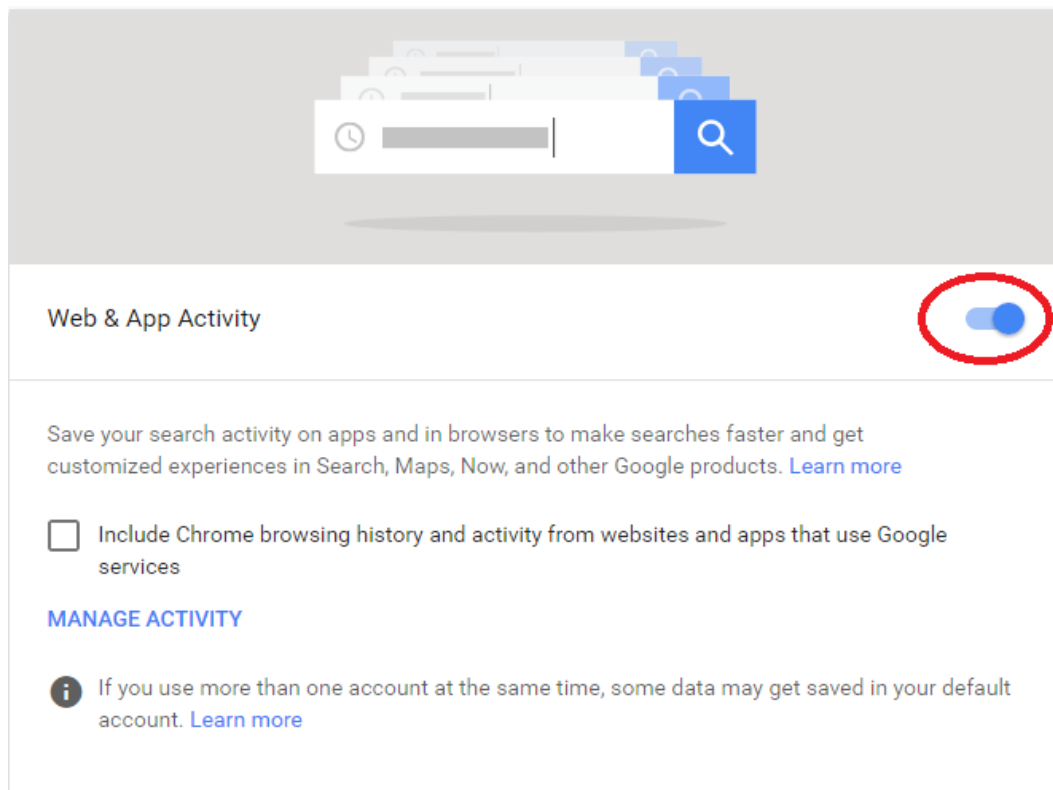 Web & App Activity
Save your search activity on apps and in browsers to make searches faster and get
customized experiences in Search, Maps, Now, and other Google products. Learn more
Include Chrome browsing history and activity from websites and apps that use Google
services
MANAGE ACTIVITY
If you use more than one account at the same time, some data may get saved in your default
account. Learn more